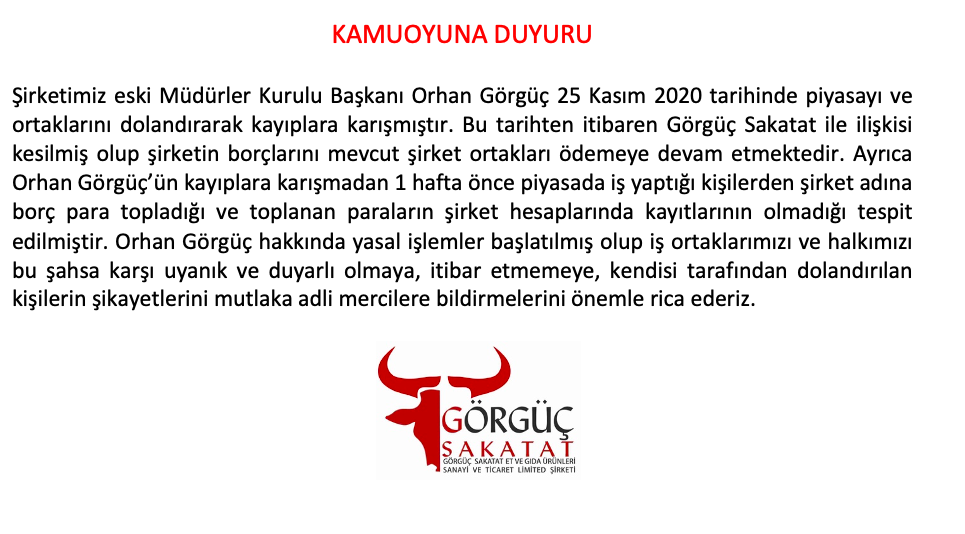 KAMUOYUNA DUYURU
Şirketimiz eski Müdürler Kurulu Başkanı Orhan Görgüç 25 Kasım 2020 tarihinde piyasayı ve
ortaklarını dolandırarak kayıplara karışmıştır. Bu tarihten itibaren Görgüç Sakatat ile ilişkisi
kesilmiş olup şirketin borçlarını mevcut şirket ortakları ödemeye devam etmektedir. Ayrıca
Orhan Görgüç’ün kayıplara karışmadan 1 hafta önce piyasada iş yaptığı kişilerden şirket adına
borç para topladığı ve toplanan paraların şirket hesaplarında kayıtlarının olmadığı tespit
edilmiştir. Orhan Görgüç hakkında yasal işlemler başlatılmış olup iş ortaklarımızı ve halkımızı
bu şahsa karşı uyanık ve duyarlı olmaya, itibar etmemeye, kendisi tarafından dolandırılan
kişilerin şikayetlerini mutlaka adli mercilere bildirmelerini önemle rica ederiz.
GÖRGÜÇ
SAKATAT
GÖRGÜÇ SAKATAT ET VE GIDA ÜRÜNLERİ
SANAYİ VE TİCARET LİMİTED ŞİRKETİ